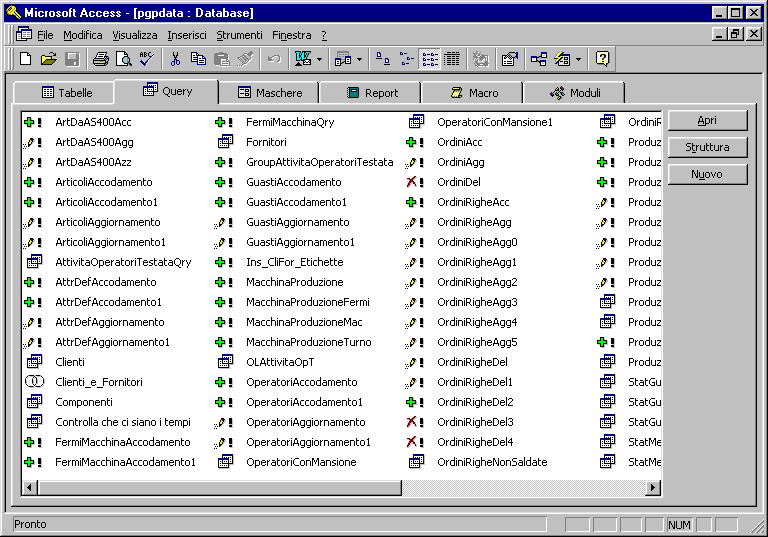 Microsoft Access - [pgpdata : Database]
File Modifica Visualizza Inserisci Strumenti Finestra ?
Tabelle Query Maschere Report Macro Moduli
ArtDaAS400Acc
ArtDaAS400Agg
ArtDaAS400Azz
ArticoliAccodamento
ArticoliAccodamento1
ArticoliAggiornamento
ArticoliAggiornamento1
AttivitaOperatoriTestataQry
AttrDefAccodamento
AttrDefAccodamento1
AttrDefAggiornamento
AttrDefAggiornamento1
Clienti
Clienti_e_Fornitori
Componenti
Controlla che ci siano i tempi
FermiMacchinaAccodamento
FermiMacchinaAccodamento1
FermiMacchinaQry
Fornitori
GroupAttivitaOperatoriTestata
GuastiAccodamento
GuastiAccodamento1
GuastiAggiornamento
GuastiAggiornamento1
Ins_CliFor_Etichette
MacchinaProduzione
MacchinaProduzioneFermi
MacchinaProduzioneMac
MacchinaProduzioneTurno
OLAttivitaOpT
OperatoriAccodamento
OperatoriAccodamento1
OperatoriAggiornamento
OperatoriAggiornamento1
OperatoriConMansione
OperatoriConMansione1
OrdiniAcc
OrdiniAgg
OrdiniDel
OrdiniRigheAcc
OrdiniRigheAgg
OrdiniRigheAgg0
OrdiniRigheAgg1
OrdiniRigheAgg2
OrdiniRigheAgg3
OrdiniRigheAgg4
OrdiniRigheAgg5
OrdiniRigheDel
OrdiniRigheDel1
OrdiniRigheDel2
OrdiniRigheDel3
OrdiniRigheDel4
OrdiniRigheNonSaldate
OrdiniR
Produz
Produz
Produz
Produz
Produz
Produz
Produz
Produz
Produz
Produz
Produz
Produz
StatGu
StatGu
StatGu
StatMe
StatMe
Apri
Struttura
Nuovo
Pronto
NUM